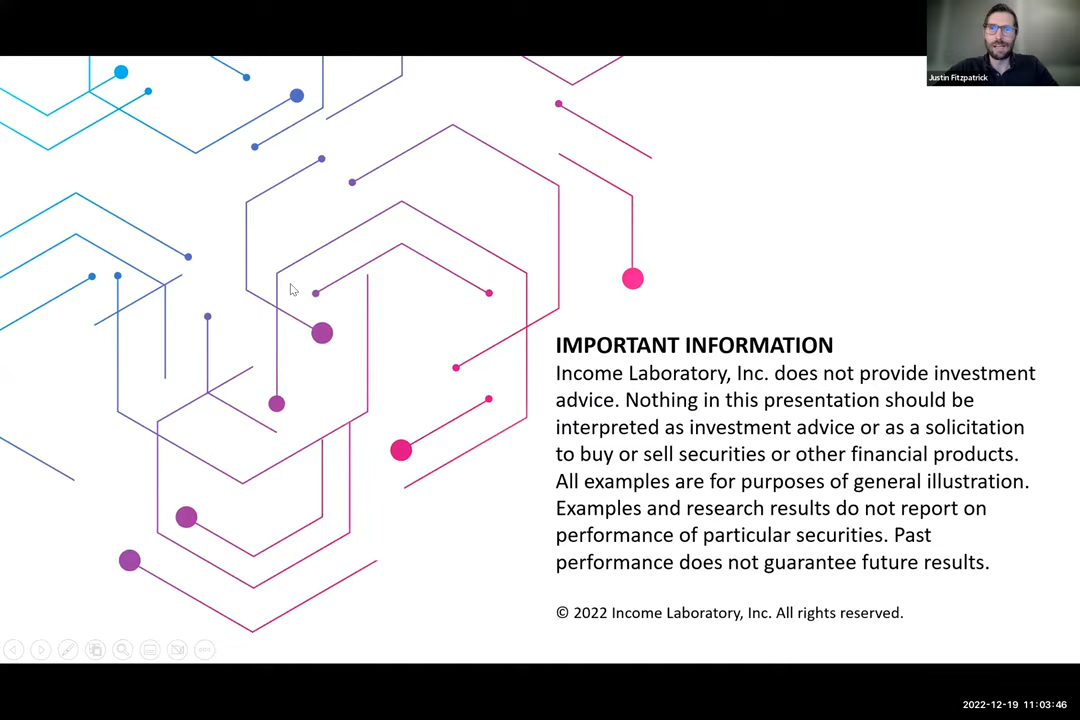 Justin Fitzpatrick
IMPORTANT INFORMATION
Income Laboratory, Inc. does not provide investment
advice. Nothing in this presentation should be
interpreted as investment advice or as a solicitation
to buy or sell securities or other financial products.
All examples are for purposes of general illustration.
Examples and research results do not report on
performance of particular securities. Past
performance does not guarantee future results.
© 2022 Income Laboratory, Inc. All rights reserved.
2022-12-19 11:03:46